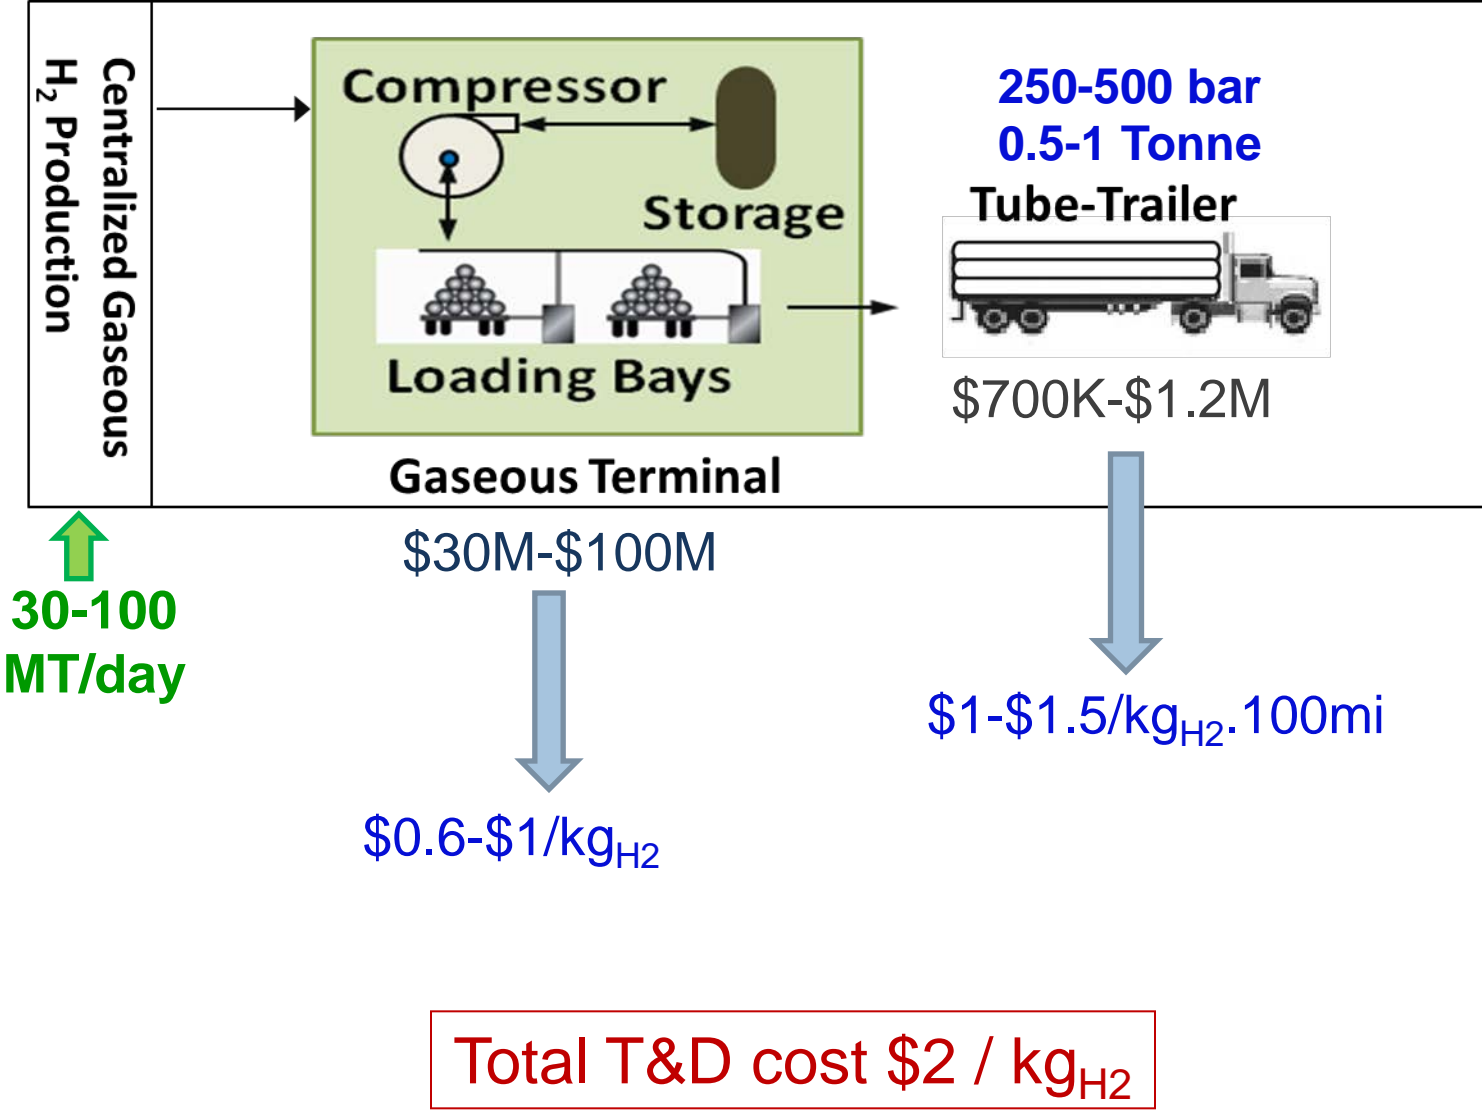 Centralized Gaseous
H₂ Production
Compressor
Storage
Loading Bays
Gaseous Terminal
250-500 bar
0.5-1 Tonne
Tube-Trailer
$700K-$1.2M
$30M-$100M
30-100
MT/day
$1-$1.5/kgH2.100mi
$0.6-$1/kgH2
Total T&D cost $2 / kgH2